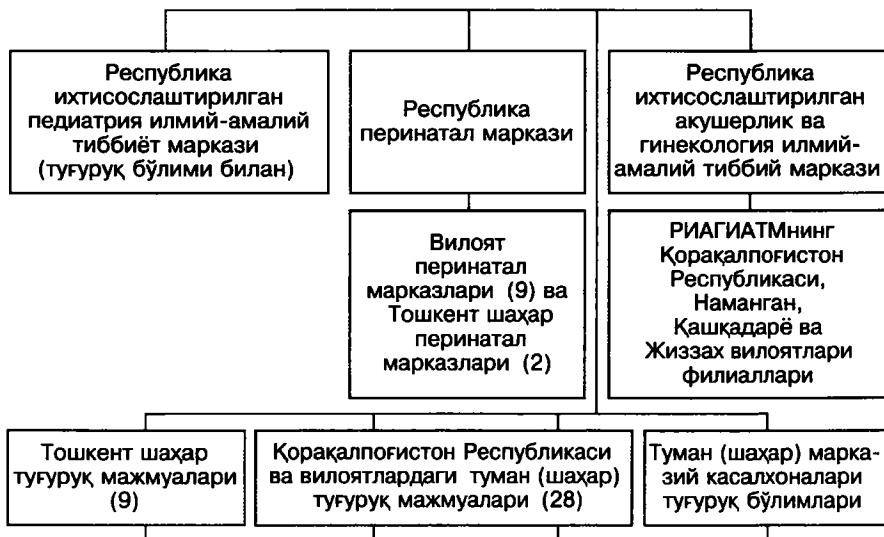 Республика
ихтисослаштирилган
педиатрия илмий-амалий
тиббиёт маркази
(туғуруқ бўлими билан)
Республика
перинатал маркази
Республика
ихтисослаштирилган
акушерлик ва
гинекология илмий-
амалий тиббий маркази
Вилоят
перинатал
марказлари (9) ва
Тошкент шаҳар
перинатал
марказлари (2)
РИАГИАТМнинг
Қорақалпоғистон
Республикаси,
Наманган,
Қашқадарё ва
Жиззах вилоятлари
филиаллари
Тошкент шаҳар
туғуруқ мажмуалари
(9)
Қорақалпоғистон Республикаси
ва вилоятлардаги туман (шаҳар)
туғуруқ мажмуалари (28)
Туман (шаҳар) марка-
зий касалхоналари
туғуруқ бўлимлари